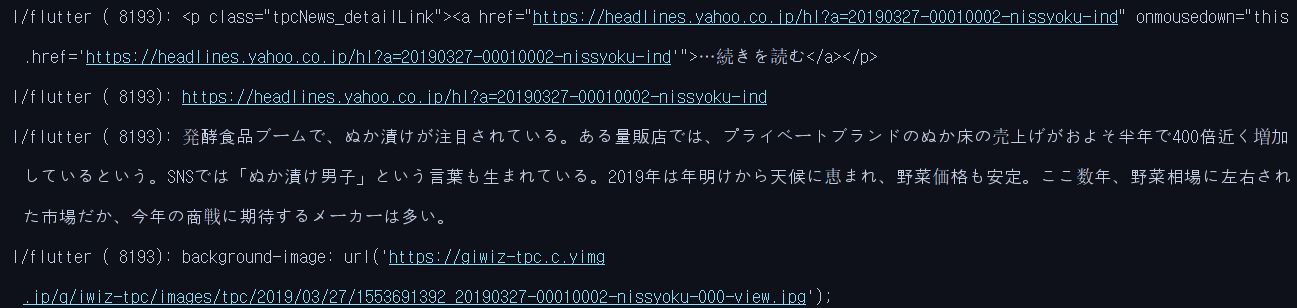 I/flutter ( 8193): <p class="tpcNews_detailLink"><a href="https://headlines.yahoo.co.jp/hl?a=20190327-00010002-nissyoku-ind" onmousedown="this
.href='https://headlines.yahoo.co.jp/hl?a=20190327-00010002-nissyoku-ind'">…続きを読む</a></p>
I/flutter ( 8193): https://headlines.yahoo.co.jp/hl?a=20190327-00010002-nissyoku-ind
I/flutter ( 8193): 発酵食品ブームで、ぬか漬けが注目されている。ある量販店では、プライベートブランドのぬか床の売上げがおよそ半年で400倍近く増加
しているという。SNSでは「ぬか漬け男子」という言葉も生まれている。2019年は年明けから天候に恵まれ、野菜価格も安定。ここ数年、野菜相場に左右され
た市場だか、今年の商戦に期待するメーカーは多い。
I/flutter ( 8193): background-image: url('https://giwiz-tpc.c.yimg
.jp/q/iwiz-tpc/images/tpc/2019/03/27/1553691392_20190327-00010002-nissyoku-000-view.jpg');